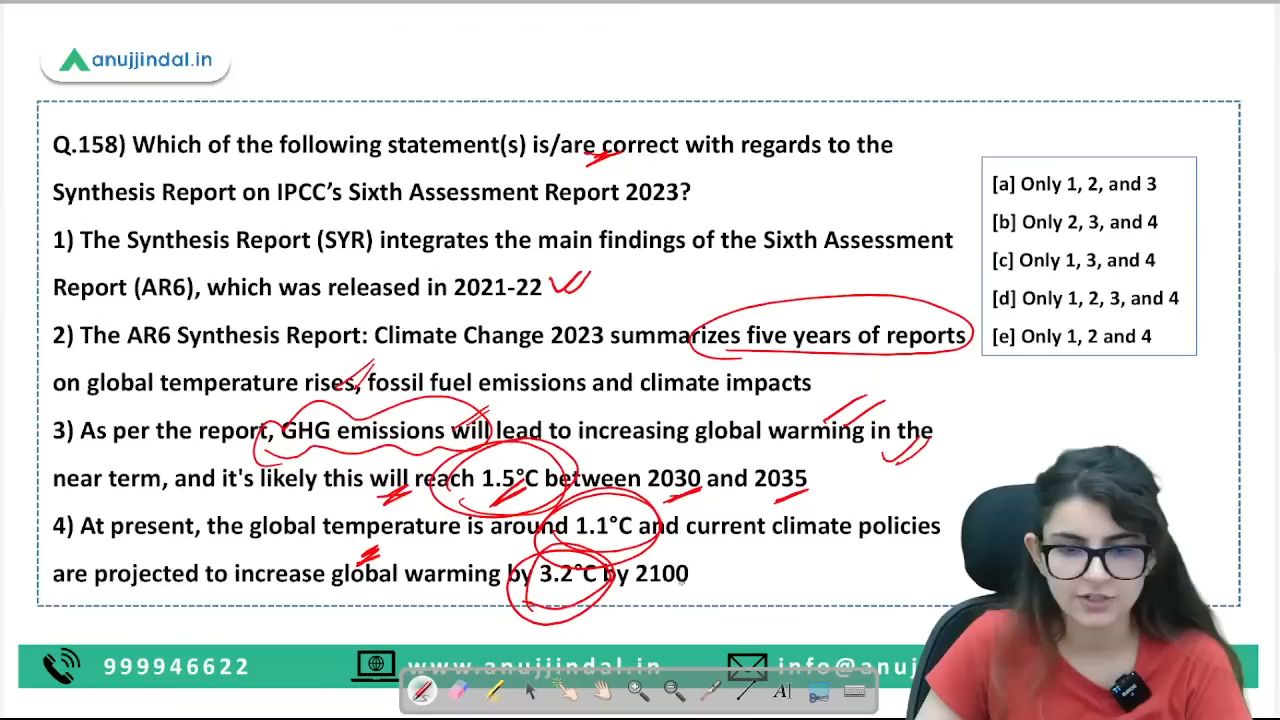 anujjindal.in
Q.158) Which of the following statement(s) is/are correct with regards to the
Synthesis Report on IPCC’s Sixth Assessment Report 2023?
1) The Synthesis Report (SYR) integrates the main findings of the Sixth Assessment
Report (AR6), which was released in 2021-22
2) The AR6 Synthesis Report: Climate Change 2023 summarizes five years of reports
on global temperature rises, fossil fuel emissions and climate impacts
3) As per the report, GHG emissions will lead to increasing global warming in the
near term, and it's likely this will reach 1.5°C between 2030 and 2035
4) At present, the global temperature is around 1.1°C and current climate policies
are projected to increase global warming by 3.2°C by 2100
[a] Only 1, 2, and 3
[b] Only 2, 3, and 4
[c] Only 1, 3, and 4
[d] Only 1, 2, 3, and 4
[e] Only 1, 2 and 4
999946622
www.anujjindal.in
info@anujj
A